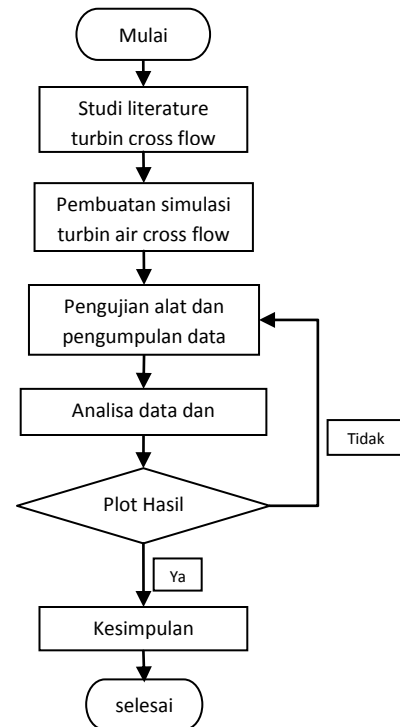 Mulai
Studi literature
turbin cross flow
Pembuatan simulasi
turbin air cross flow
Pengujian alat dan
pengumpulan data
Analisa data dan
Tidak
Plot Hasil
Ya
Kesimpulan
selesai